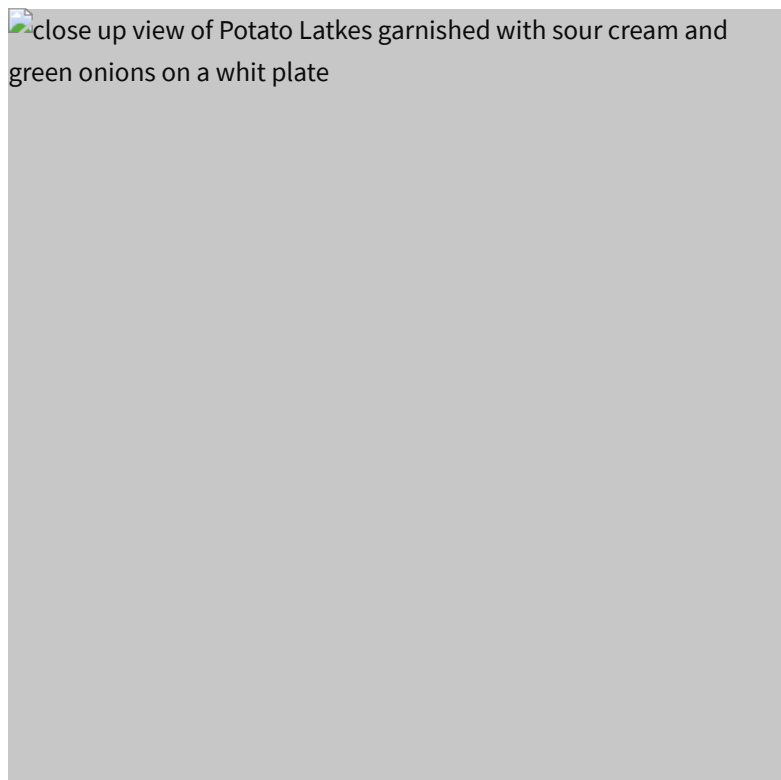 close up view of Potato Latkes garnished with sour cream and
green onions on a whit plate